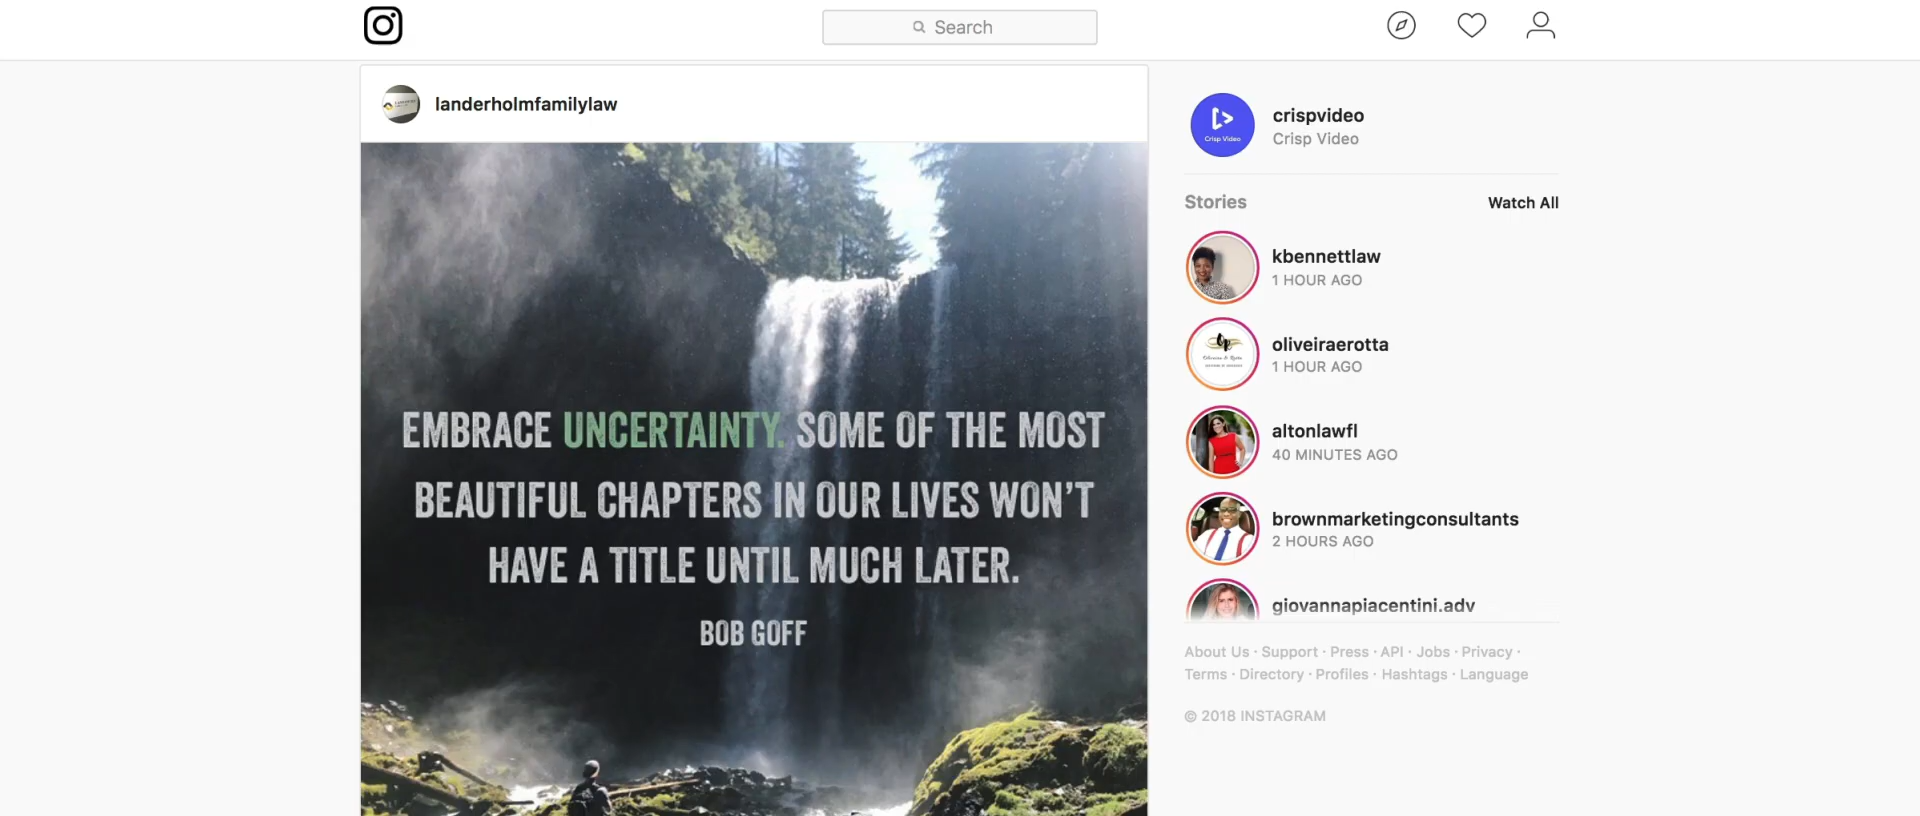 Search
landerholmfamilylaw
EMBRACE UNCERTAINTY. SOME OF THE MOST
BEAUTIFUL CHAPTERS IN OUR LIVES WON'T
HAVE A TITLE UNTIL MUCH LATER.
BOB GOFF
Crisp Video
crispvideo
Crisp Video
Stories Watch All
kbennettlaw
1 HOUR AGO
oliveiraerotta
1 HOUR AGO
altonlawfl
40 MINUTES AGO
brownmarketingconsultants
2 HOURS AGO
giovannapiacentini.adv
About Us · Support · Press · API · Jobs · Privacy ·
Terms · Directory · Profiles · Hashtags · Language
© 2018 INSTAGRAM